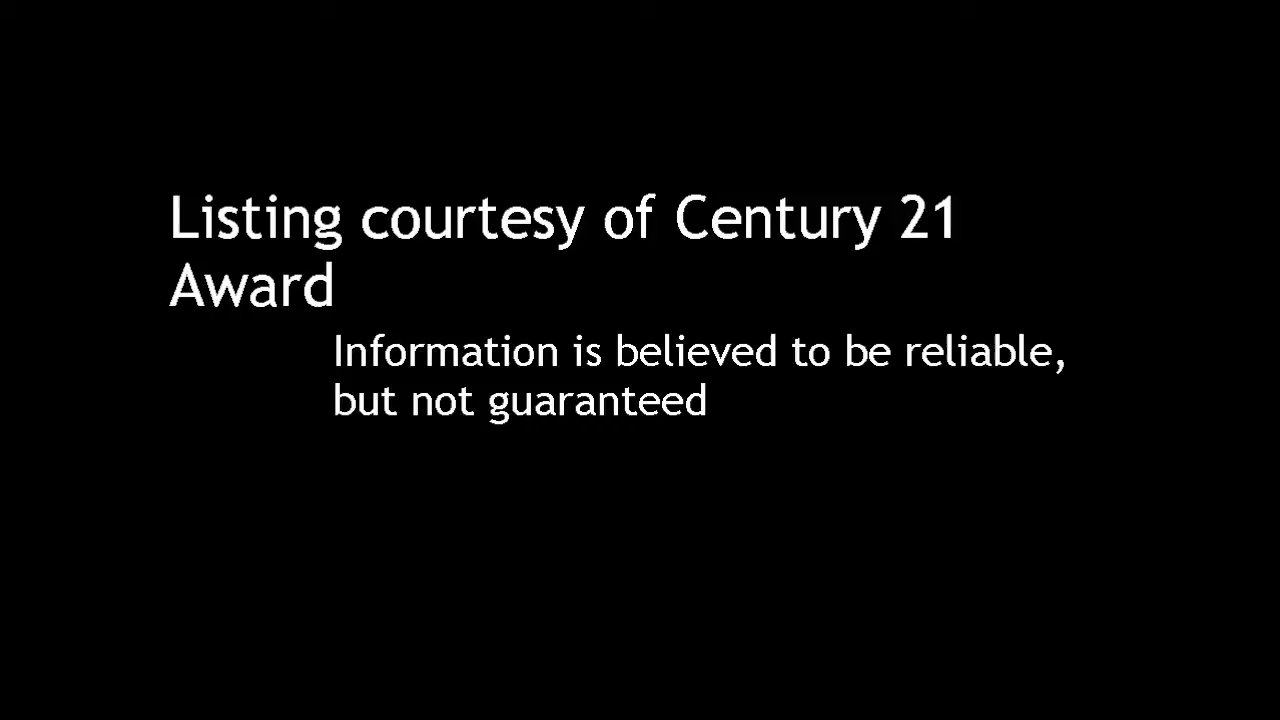 Listing courtesy of Century 21
Award
Information is believed to be reliable,
but not guaranteed